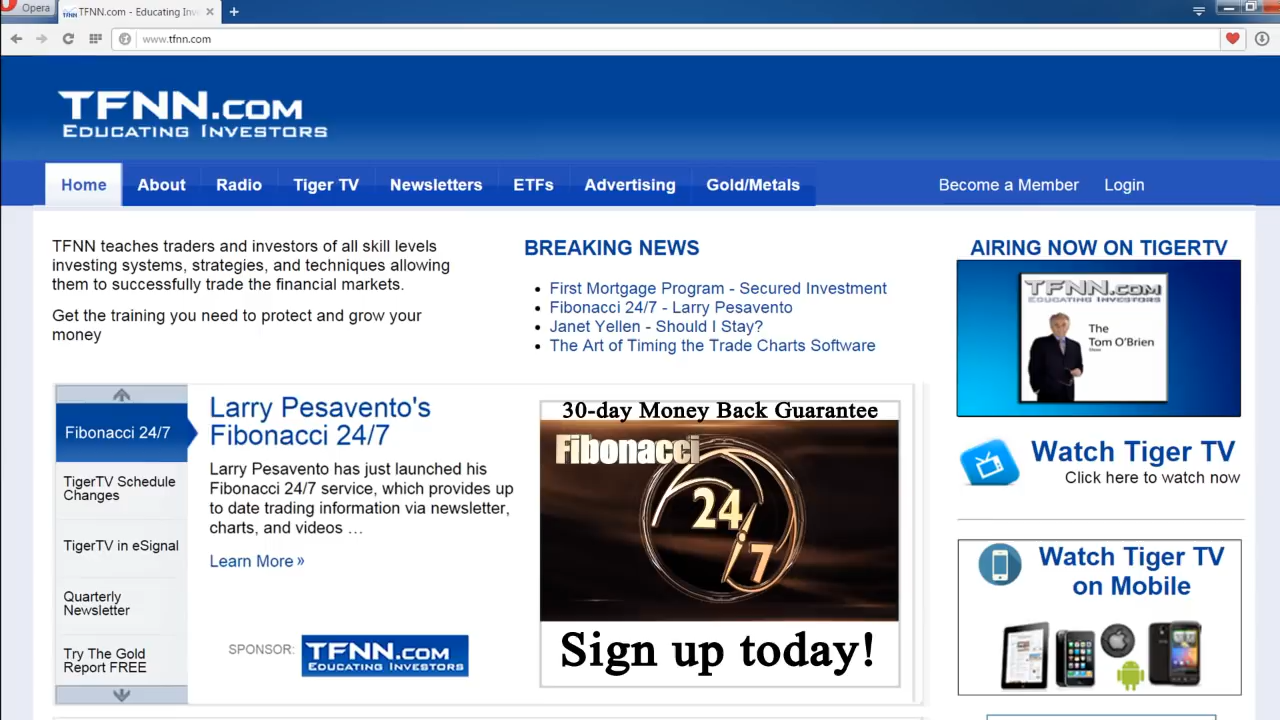 Opera
TFNN.com - Educating Inv
www.tfnn.com
TFNN.COM
EDUCATING INVESTORS
Home
About
Radio
Tiger TV
Newsletters
ETFs
Advertising
Gold/Metals
Become a Member
Login
TFNN teaches traders and investors of all skill levels
investing systems, strategies, and techniques allowing
them to successfully trade the financial markets.
Get the training you need to protect and grow your
money
BREAKING NEWS
First Mortgage Program - Secured Investment
Fibonacci 24/7 - Larry Pesavento
Janet Yellen - Should I Stay?
The Art of Timing the Trade Charts Software
AIRING NOW ON TIGERTV
TFNN.COM
EDUCATING INVESTORS
The
Tom O'Brien
Show
Fibonacci 24/7
TigerTV Schedule
Changes
TigerTV in eSignal
Quarterly
Newsletter
Try The Gold
Report FREE
Larry Pesavento's
Fibonacci 24/7
Larry Pesavento has just launched his
Fibonacci 24/7 service, which provides up
to date trading information via newsletter,
charts, and videos …
Learn More »
SPONSOR:
TFNN.COM
EDUCATING INVESTORS
30-day Money Back Guarantee
Fibonacci
24
7
Sign up today!
Watch Tiger TV
Click here to watch now
Watch Tiger TV
on Mobile